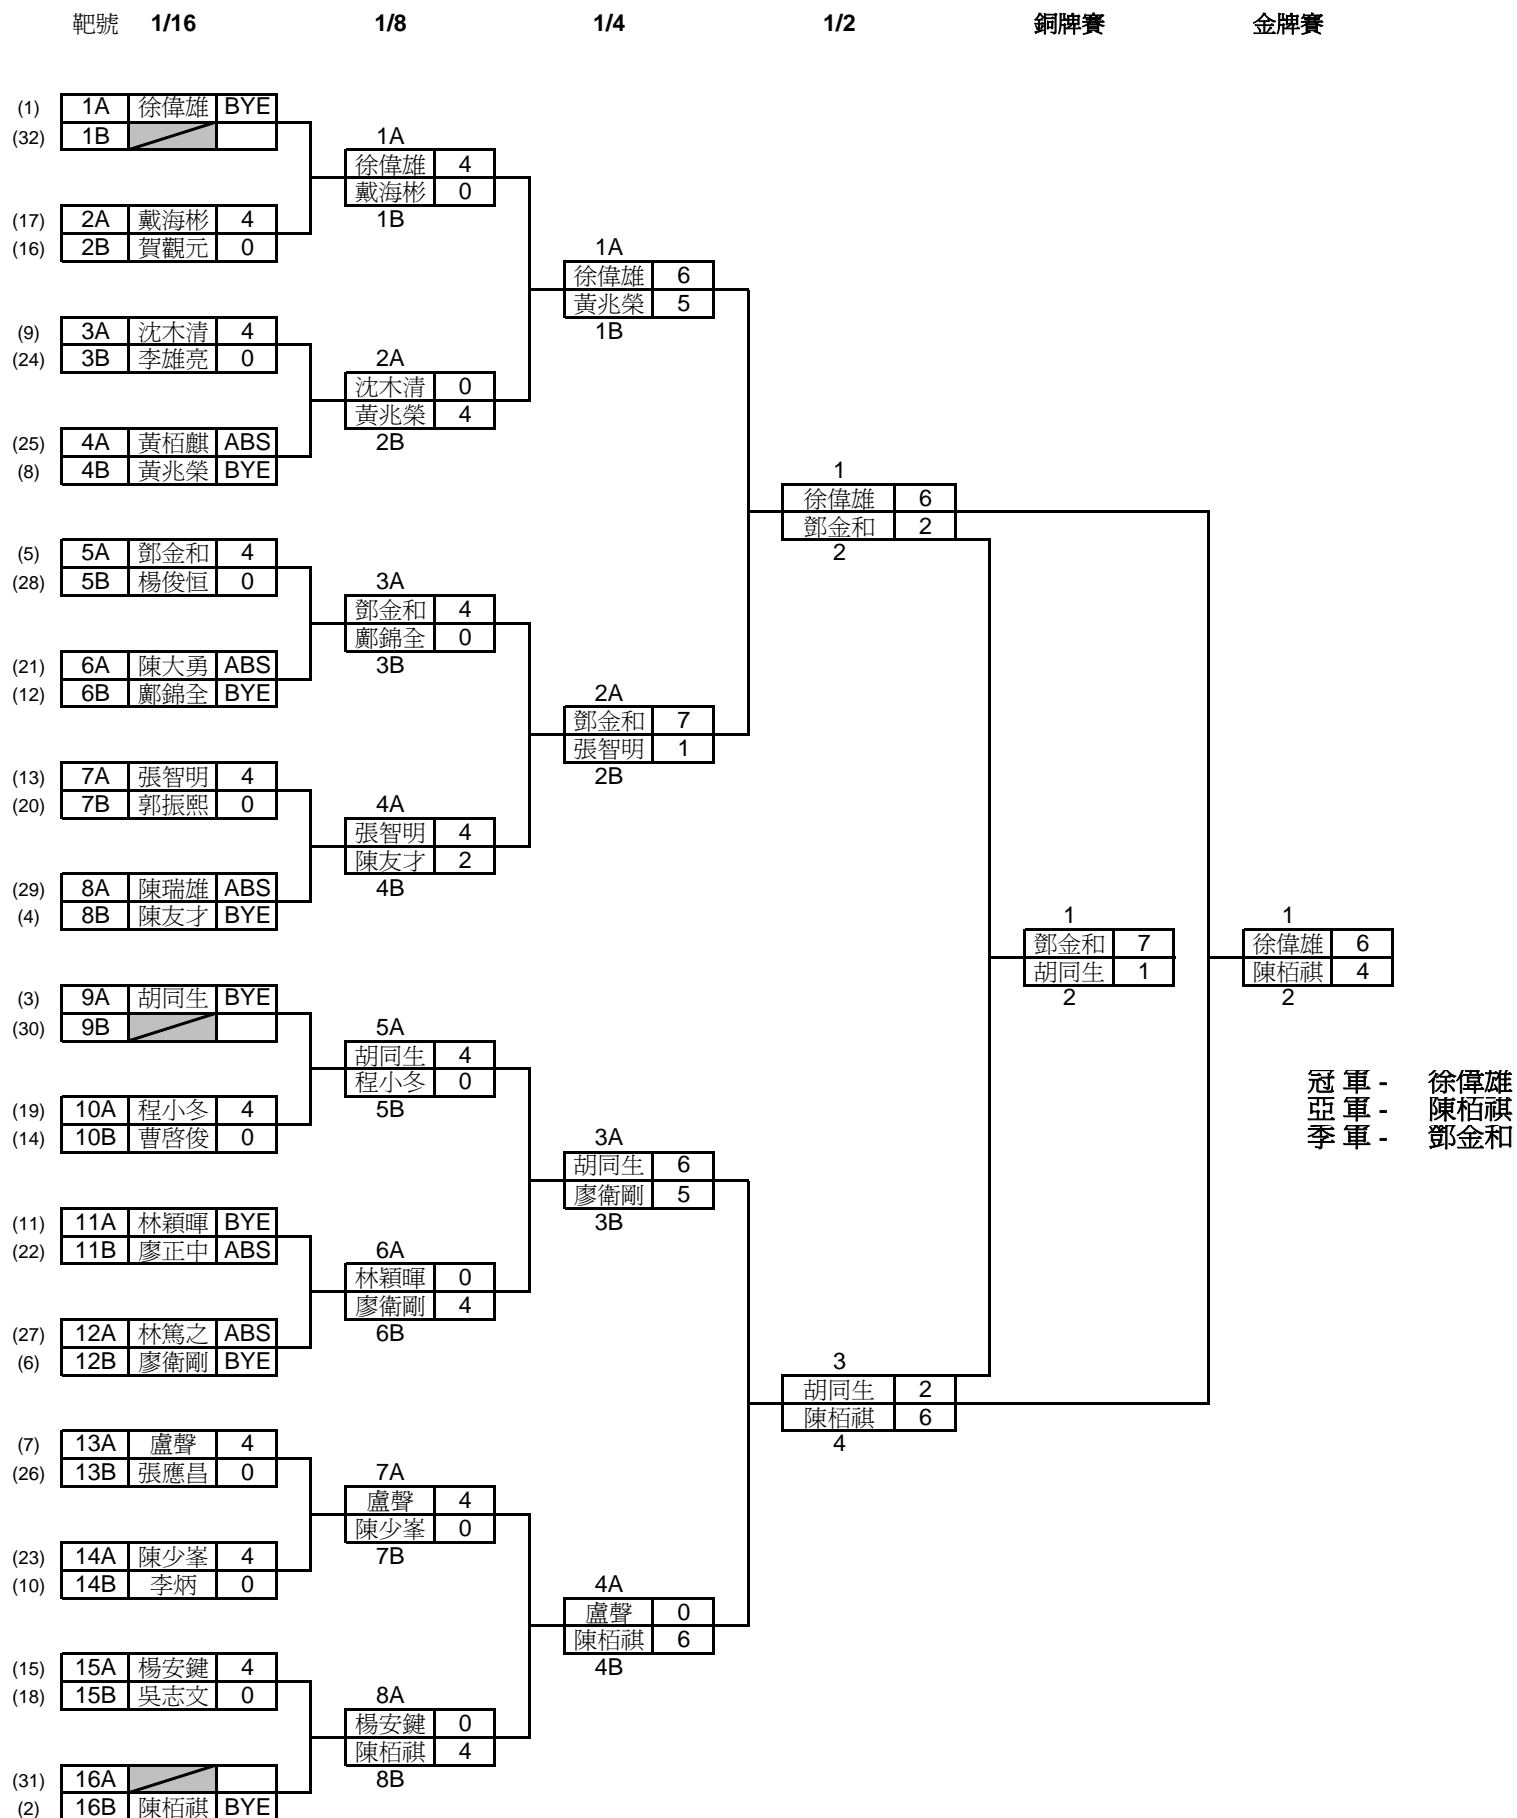 靶號 1/16 1/8 1/4 1/2 銅牌賽 金牌賽
(1) 1A 徐偉雄 BYE
(32) 1B 1A
徐偉雄 4
戴海彬 0
(17) 2A 戴海彬 4 1B
(16) 2B 賀觀元 0 1A
徐偉雄 6
黃兆榮 5
(9) 3A 沈木清 4 1B
(24) 3B 李雄亮 0 2A
沈木清 0
黃兆榮 4
(25) 4A 黃栢麒 ABS 2B
(8) 4B 黃兆榮 BYE 1
徐偉雄 6
鄧金和 2
(5) 5A 鄧金和 4 2
(28) 5B 楊俊恒 0 3A
鄧金和 4
鄺錦全 0
(21) 6A 陳大勇 ABS 3B
(12) 6B 鄺錦全 BYE 2A
鄧金和 7
張智明 1
(13) 7A 張智明 4 2B
(20) 7B 郭振熙 0 4A
張智明 4
陳友才 2
(29) 8A 陳瑞雄 ABS 4B
(4) 8B 陳友才 BYE 1 1
鄧金和 7 徐偉雄 6
胡同生 1 陳栢祺 4
(3) 9A 胡同生 BYE 2 2
(30) 9B 5A
胡同生 4
程小冬 0
冠 軍 - 徐偉雄
(19) 10A 程小冬 4 5B 亞 軍 - 陳栢祺
(14) 10B 曹啓俊 0 3A 季 軍 - 鄧金和
胡同生 6
廖衛剛 5
(11) 11A 林穎暉 BYE 3B
(22) 11B 廖正中 ABS 6A
林穎暉 0
廖衛剛 4
(27) 12A 林篤之 ABS 6B
(6) 12B 廖衛剛 BYE 3
胡同生 2
陳栢祺 6
(7) 13A 盧聲 4 4
(26) 13B 張應昌 0 7A
盧聲 4
陳少峯 0
(23) 14A 陳少峯 4 7B
(10) 14B 李炳 0 4A
盧聲 0
陳栢祺 6
(15) 15A 楊安鍵 4 4B
(18) 15B 吳志文 0 8A
楊安鍵 0
陳栢祺 4
(31) 16A 8B
(2) 16B 陳栢祺 BYE